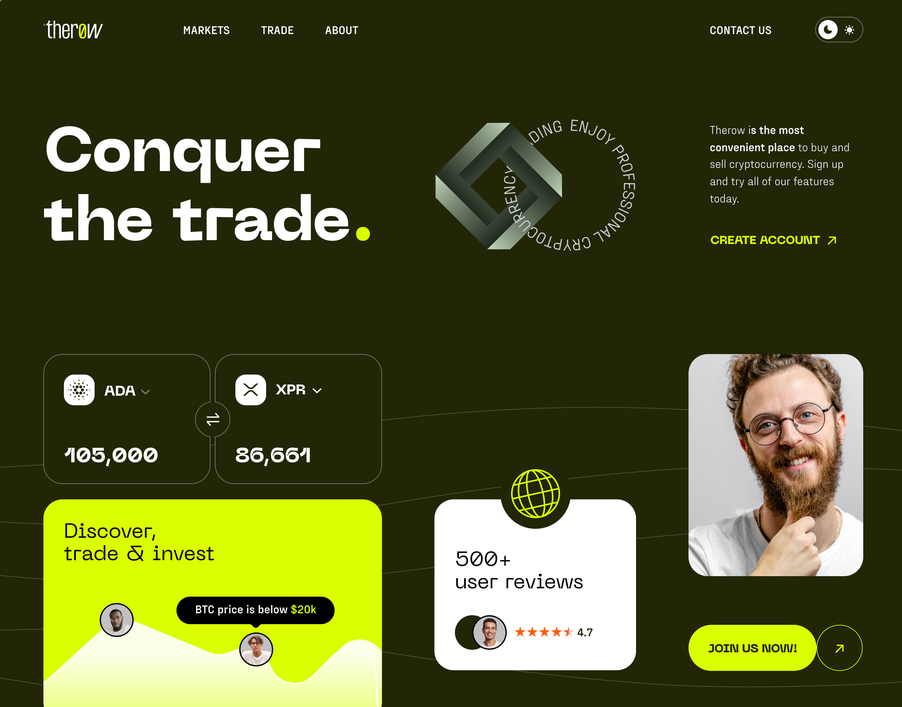 therow
MARKETS
TRADE
ABOUT
CONTACT US
Conquer
the trade.
DING ENJOY PROFESSIONAL CRYPTOCURRENCY
Therow is the most
convenient place to buy and
sell cryptocurrency. Sign up
and try all of our features
today.
CREATE ACCOUNT
ADA
XPR
105,000
86,661
Discover,
trade & invest
BTC price is below $20k
500+
user reviews
4.7
JOIN US NOW!